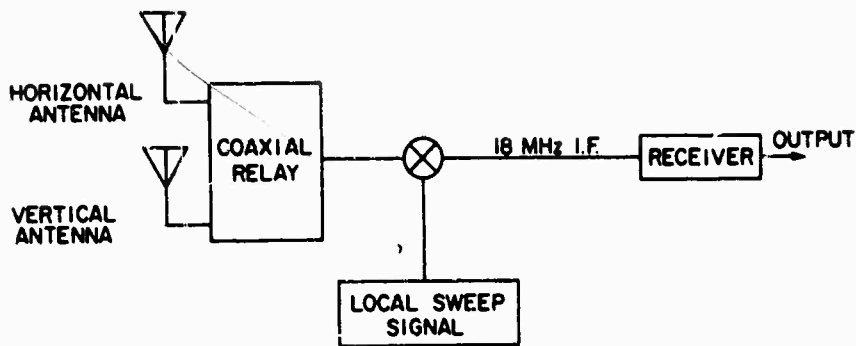 HORIZONTAL
ANTENNA
COAXIAL
RELAY
VERTICAL
ANTENNA
18 MHz I.F.
RECEIVER
OUTPUT
LOCAL SWEEP
SIGNAL